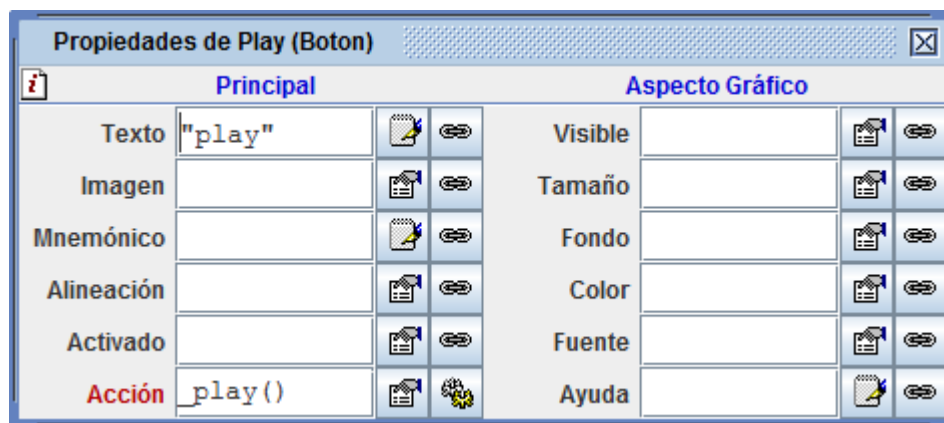 Propiedades de Play (Boton)
Principal Aspecto Gráfico
Texto "play" Visible
Imagen Tamaño
Mnemónico Fondo
Alineación Color
Activado Fuente
Acción _play() Ayuda